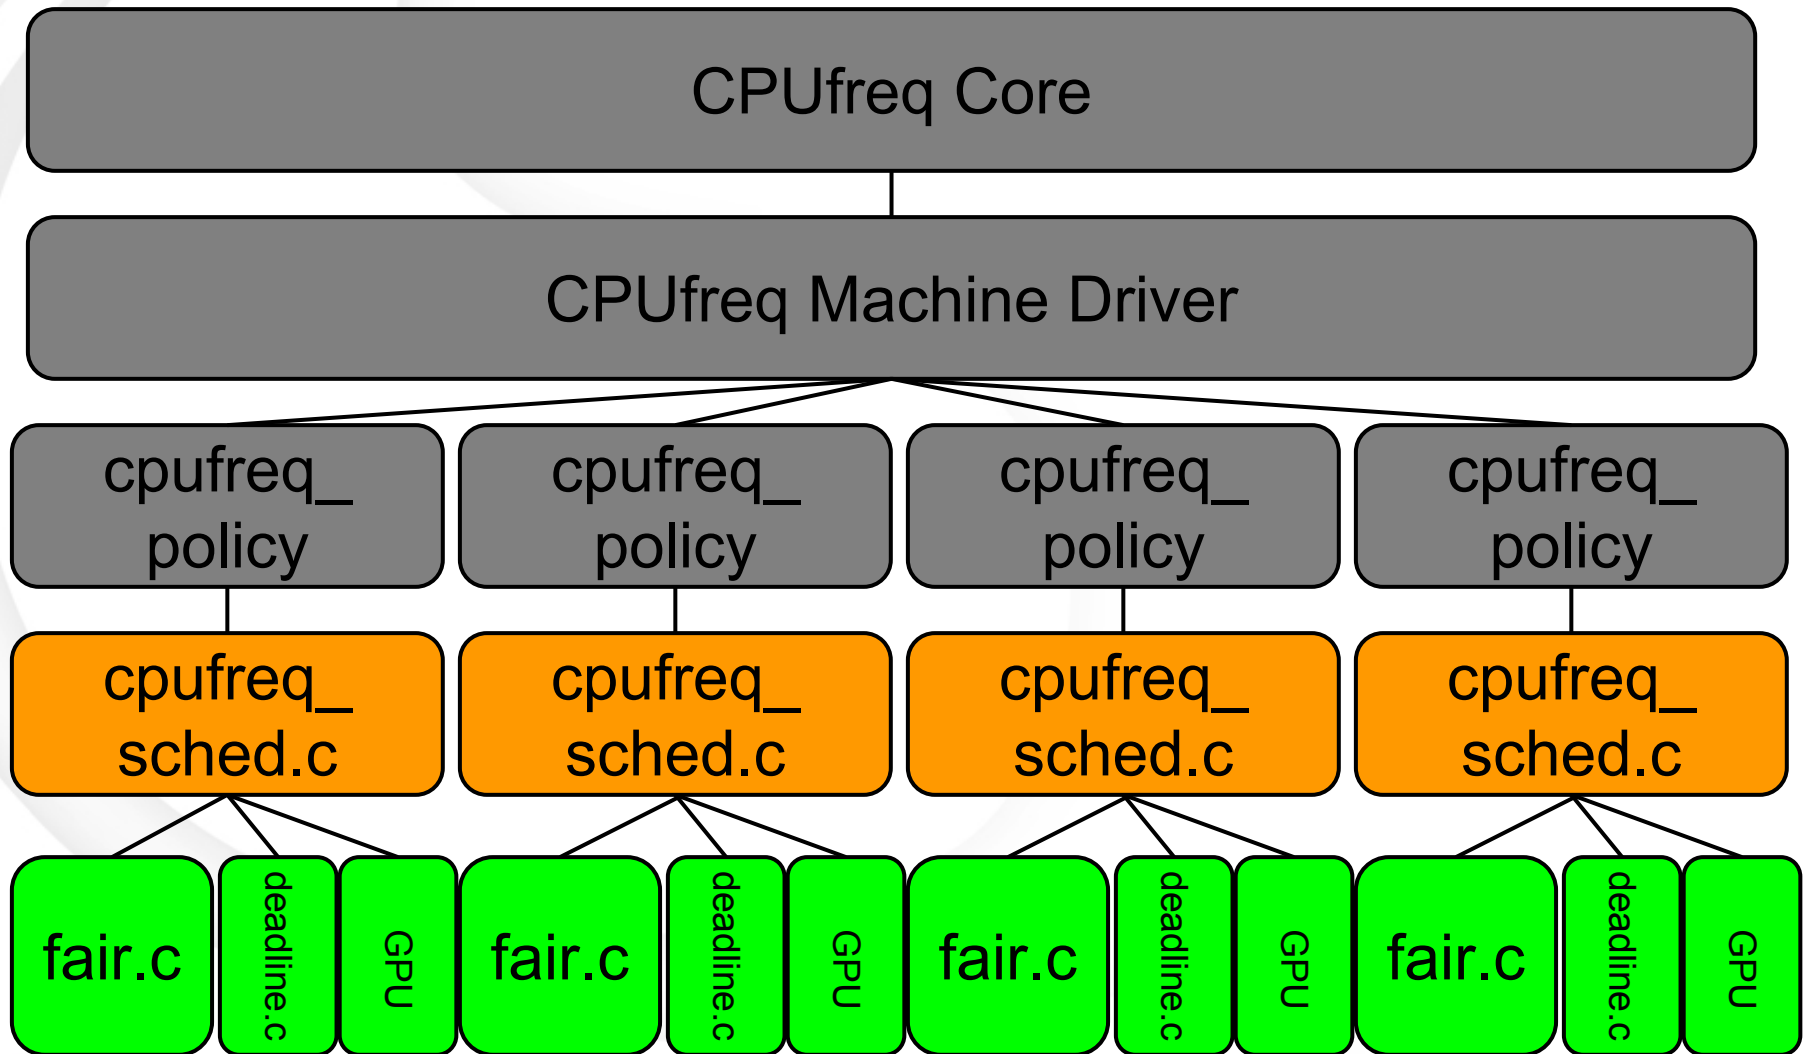 CPUfreq Core
CPUfreq Machine Driver
cpufreq_
policy
cpufreq_
policy
cpufreq_
policy
cpufreq_
policy
cpufreq_
sched.c
cpufreq_
sched.c
cpufreq_
sched.c
cpufreq_
sched.c
fair.c
deadline.c
GPU
fair.c
deadline.c
GPU
fair.c
deadline.c
GPU
fair.c
deadline.c
GPU